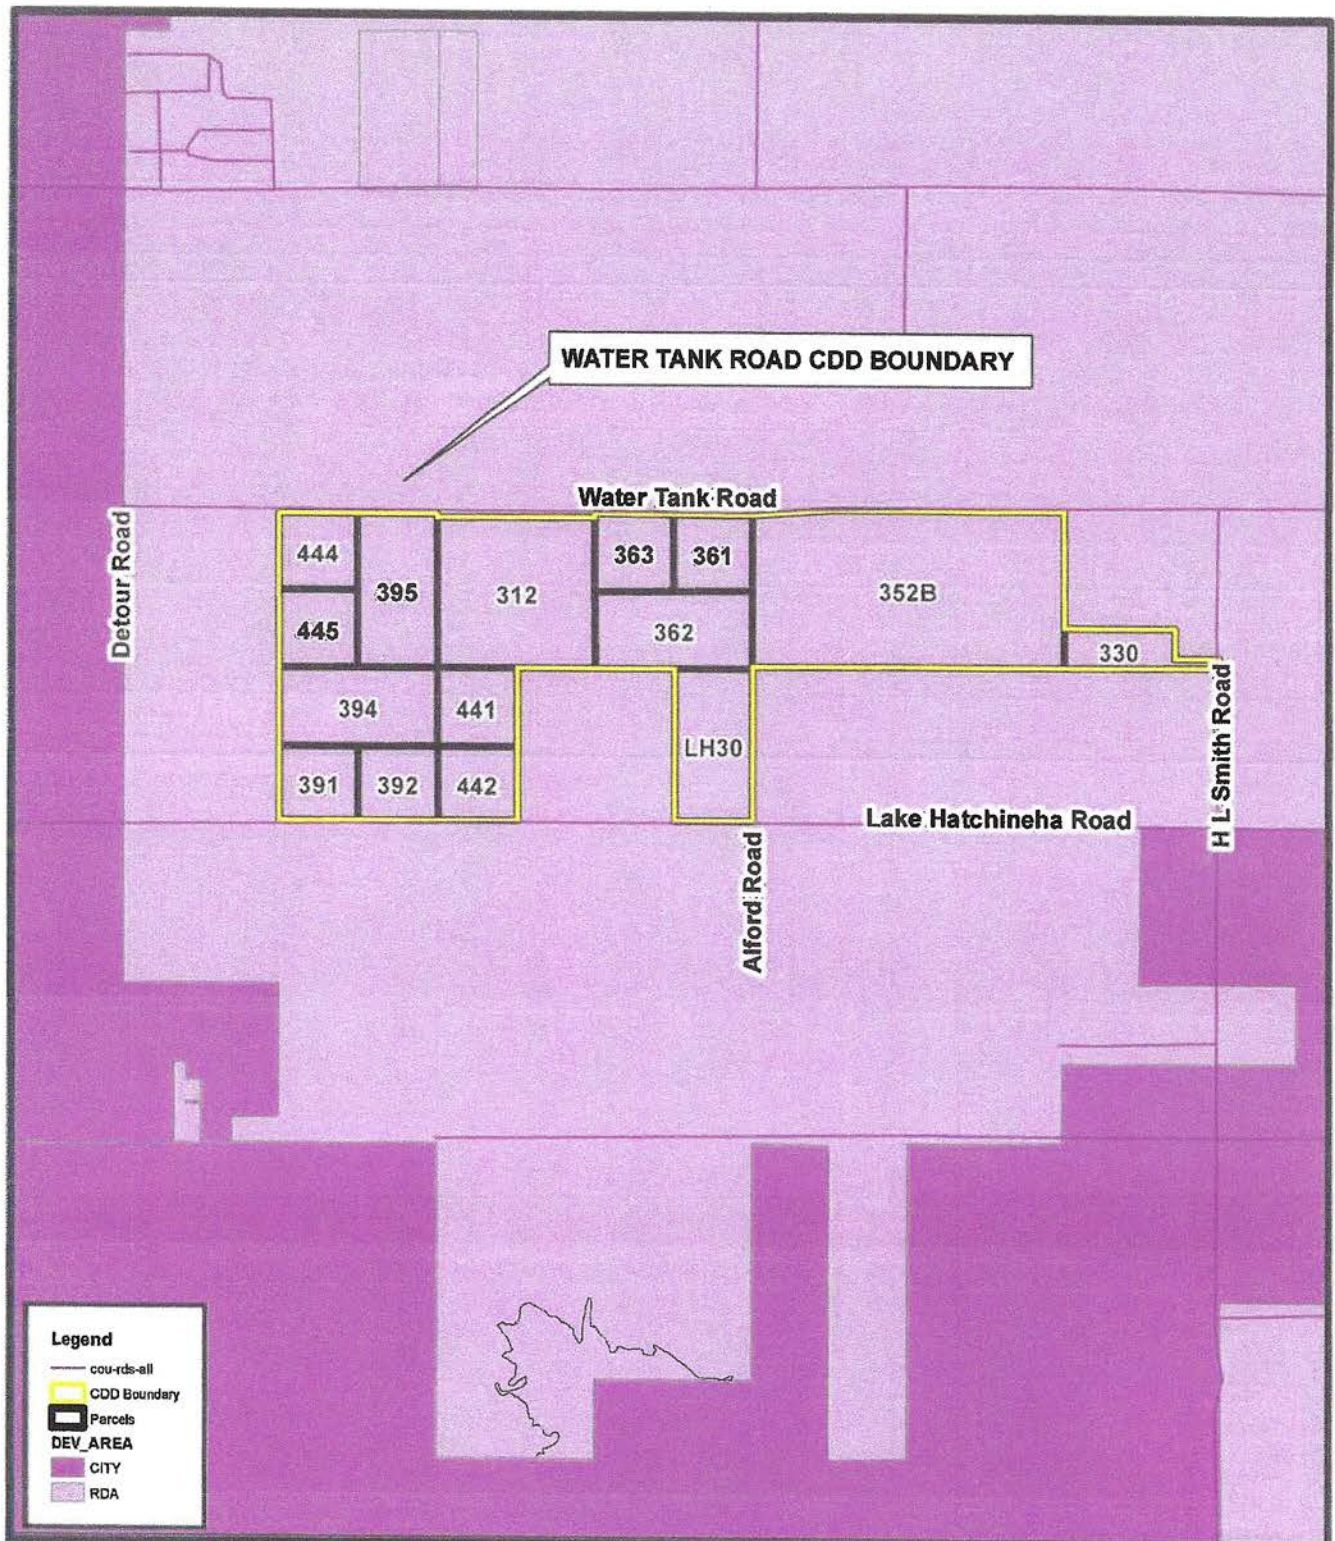 WATER TANK ROAD CDD BOUNDARY
Water Tank Road
Detour Road
444
395
312
363
361
352B
445
362
330
394
441
LH30
391
392
442
H L Smith Road
Lake Hatchineha Road
Alford Road
Legend
cou-rds-all
CDD Boundary
Parcels
DEV_AREA
CITY
RDA